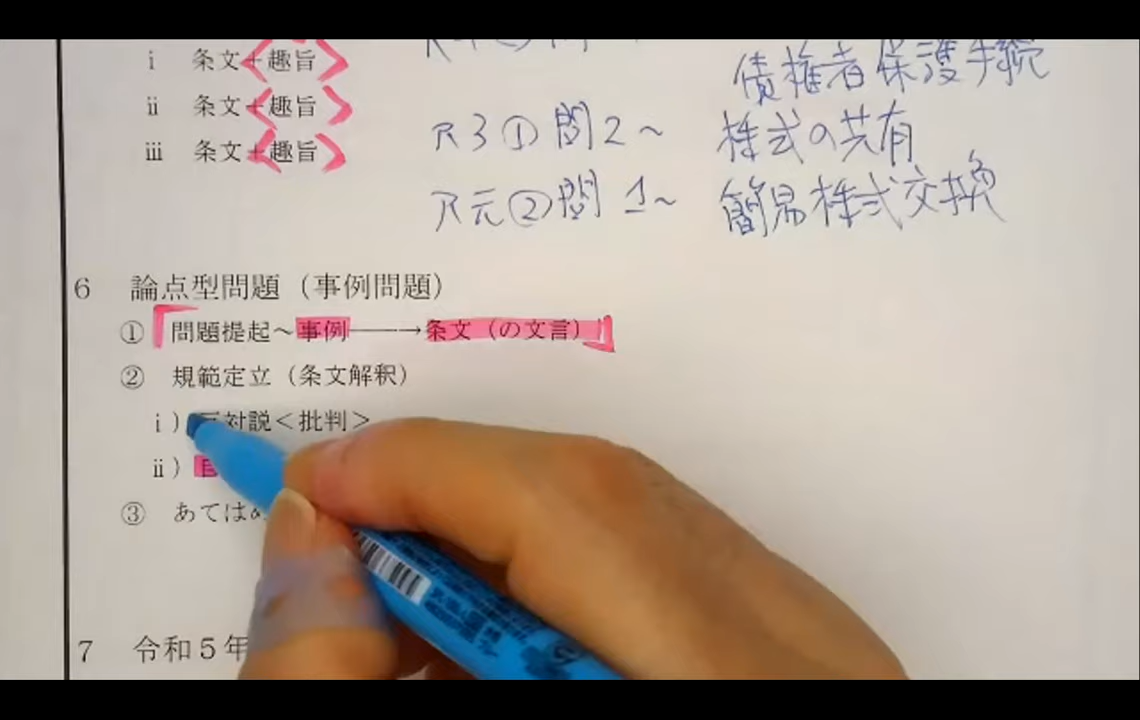 債権者保護手続
i 条文+<趣旨>
ii 条文+<趣旨>
iii 条文+<趣旨>
R3①問2～ 株式の共有
R元②問1～ 簡易株式交換
6 論点型問題（事例問題）
① 「問題提起～事例───→条文（の文言）」
② 規範定立（条文解釈）
i）反対説＜批判＞
ii）
③ あてはめ
7 令和5年